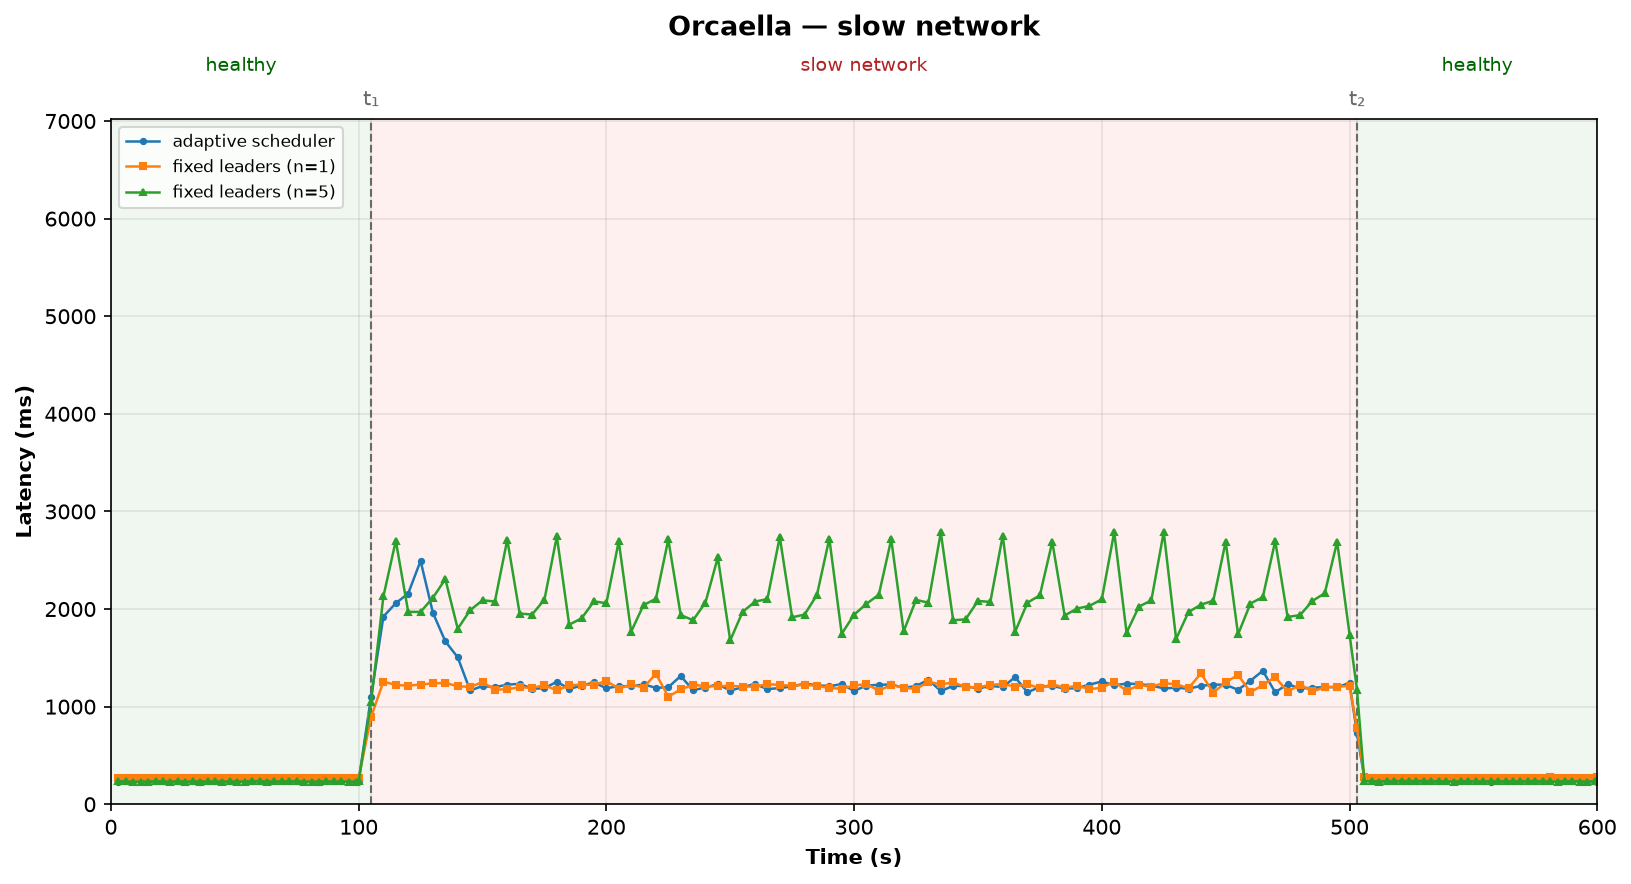 Orcaella — slow network
healthy
slow network
healthy
t₁
t₂
7000
6000
5000
4000
3000
2000
1000
0
Latency (ms)
adaptive scheduler
fixed leaders (n=1)
fixed leaders (n=5)
0
100
200
300
400
500
600
Time (s)